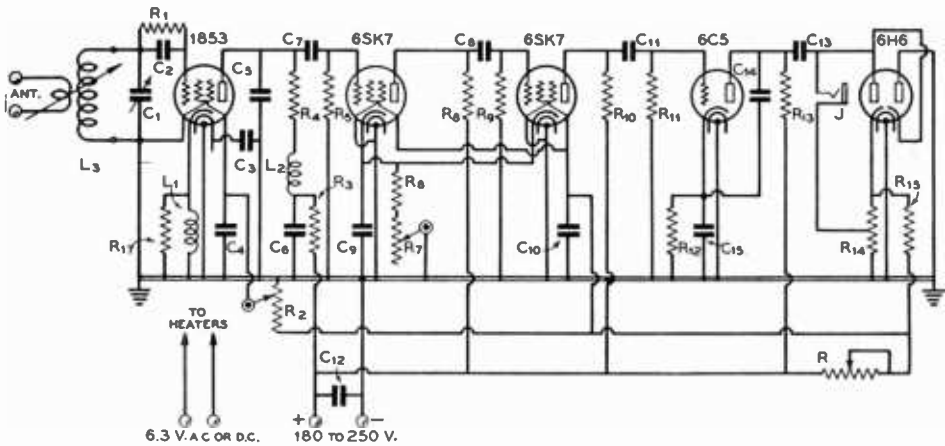 R1 1853 C7 6SK7 C8 6SK7 C11 6C5 C13 6H6
C2 C5 C14
ANT. C1 R4 R5 R6 R9 R10 R11 R13 J
C3
L3 L1 L2 R3 R8 R15
R17 C4 C6 C9 R7 C10 R12 C15 R14
R2
TO
HEATERS
C12 R
+ −
6.3 V. A C OR D.C. 180 TO 250 V.